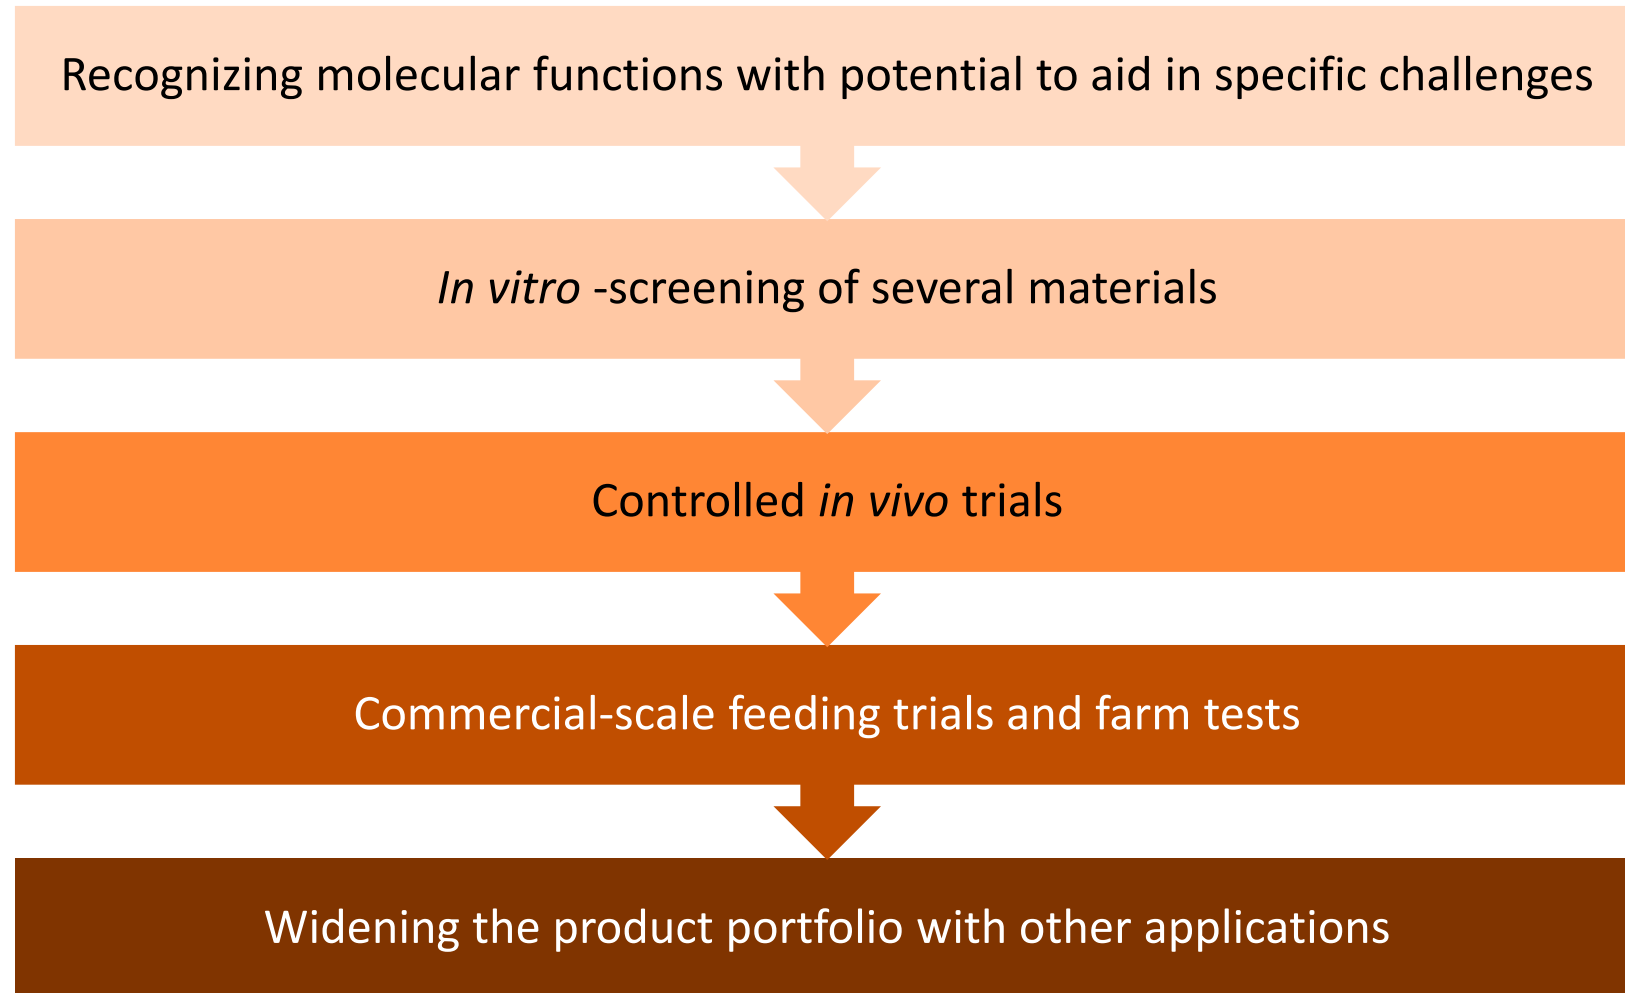 Recognizing molecular functions with potential to aid in specific challenges
In vitro -screening of several materials
Controlled in vivo trials
Commercial-scale feeding trials and farm tests
Widening the product portfolio with other applications